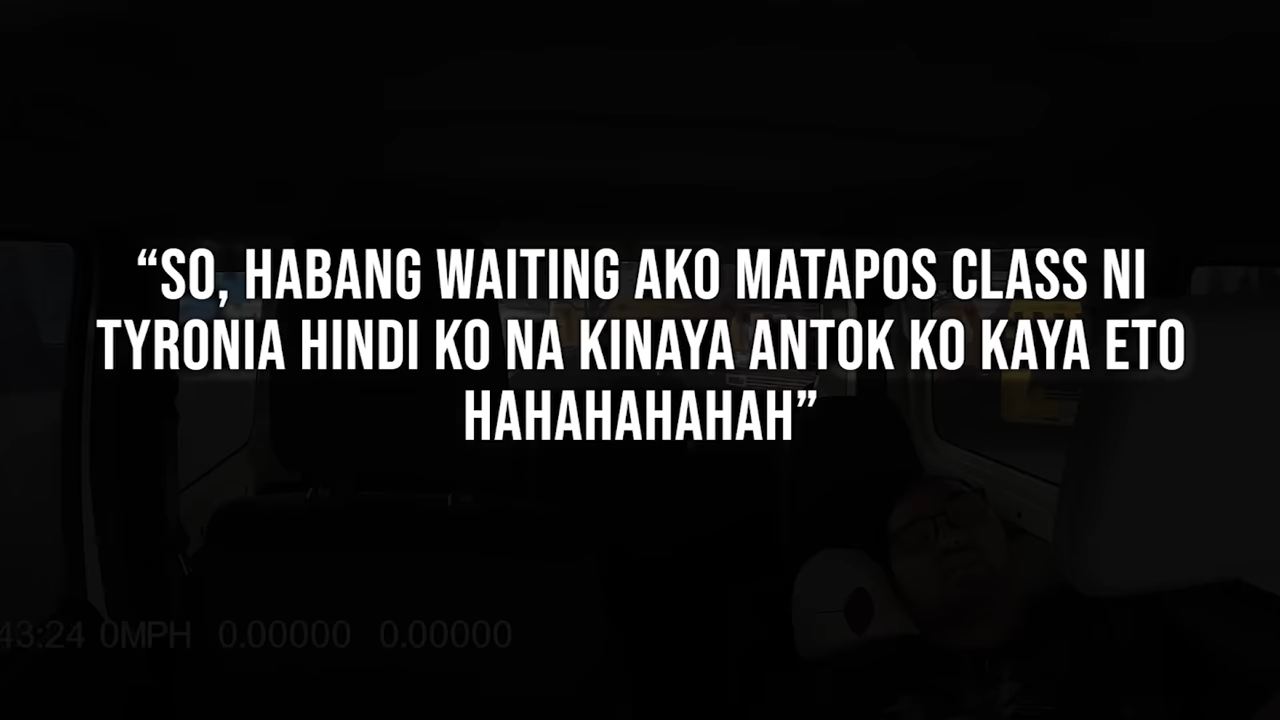 “SO, HABANG WAITING AKO MATAPOS CLASS NI
TYRONIA HINDI KO NA KINAYA ANTOK KO KAYA ETO
HAHAHAHAHAH”
43:24 0MPH 0.00000 0.00000